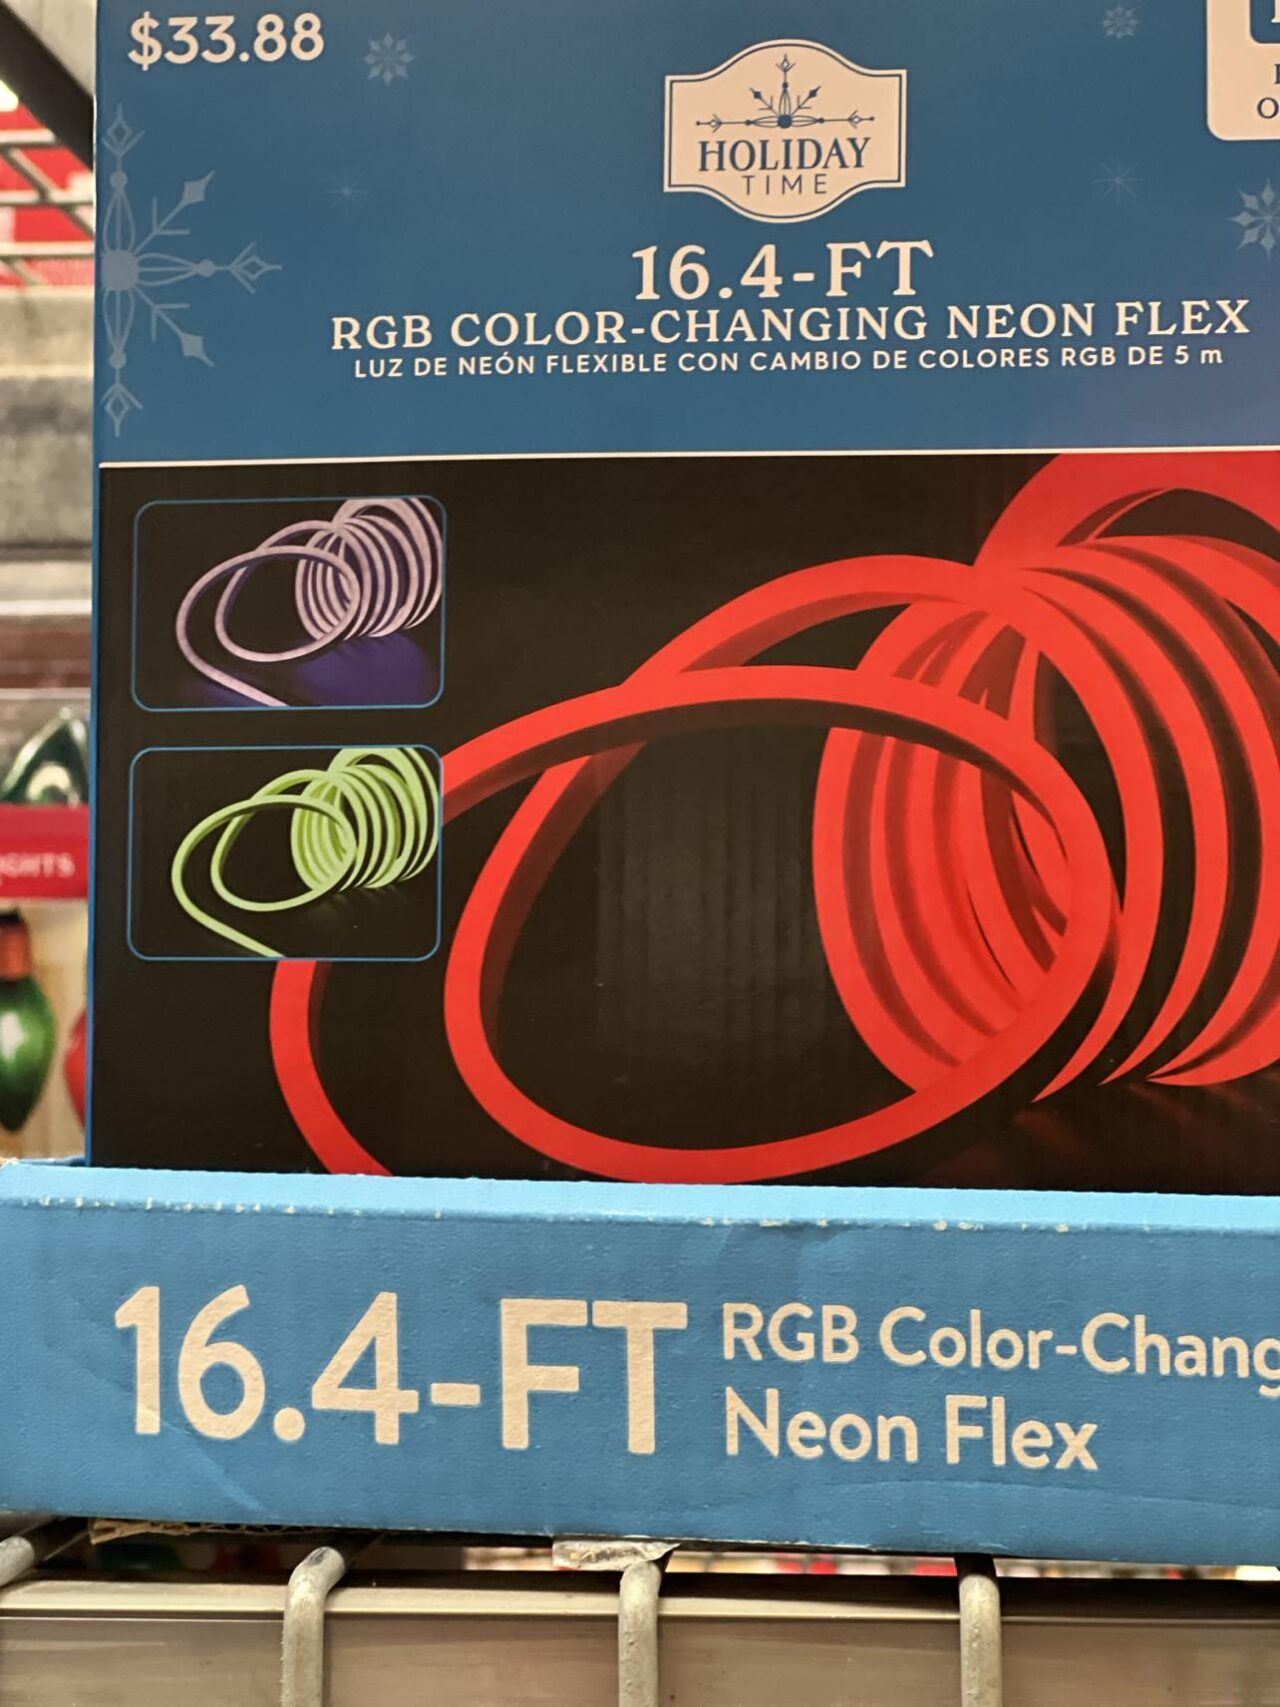 $33.88
HOLIDAY
TIME
16.4-FT
RGB COLOR-CHANGING NEON FLEX
LUZ DE NEÓN FLEXIBLE CON CAMBIO DE COLORES RGB DE 5 m
16.4-FT
RGB Color-Chang
Neon Flex